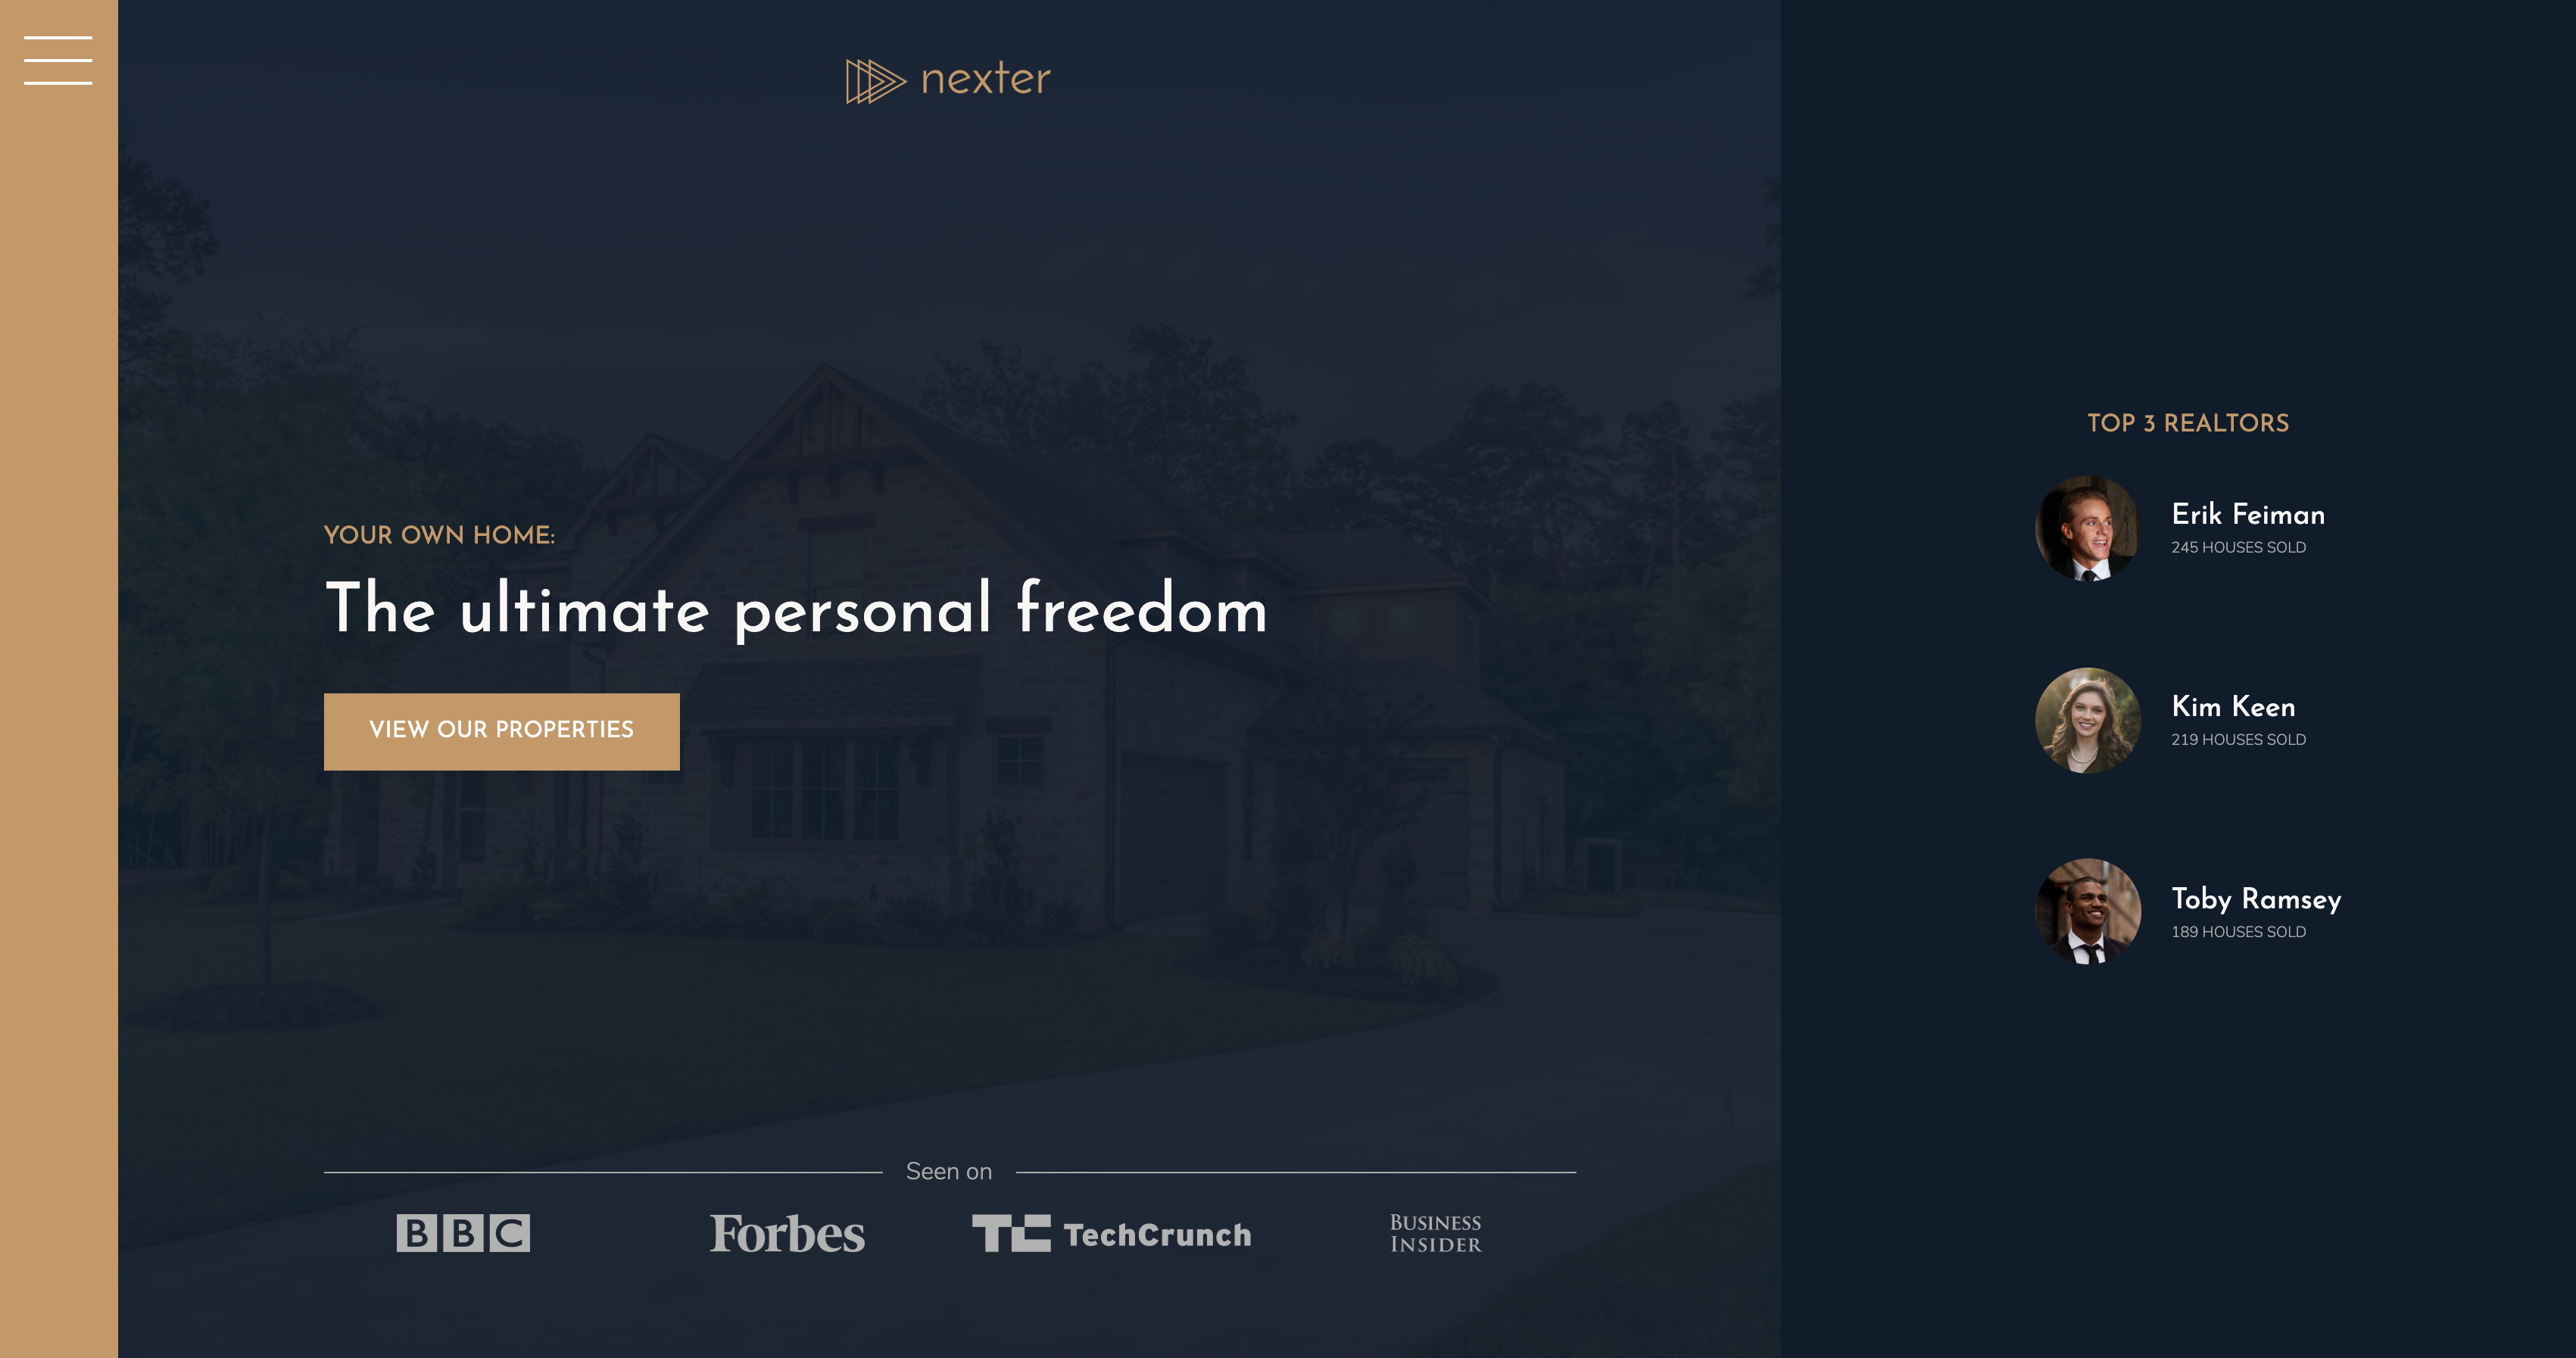 nexter
YOUR OWN HOME:
The ultimate personal freedom
VIEW OUR PROPERTIES
Seen on
BBC
Forbes
TC TechCrunch
BUSINESS
INSIDER
TOP 3 REALTORS
Erik Feiman
245 HOUSES SOLD
Kim Keen
219 HOUSES SOLD
Toby Ramsey
189 HOUSES SOLD